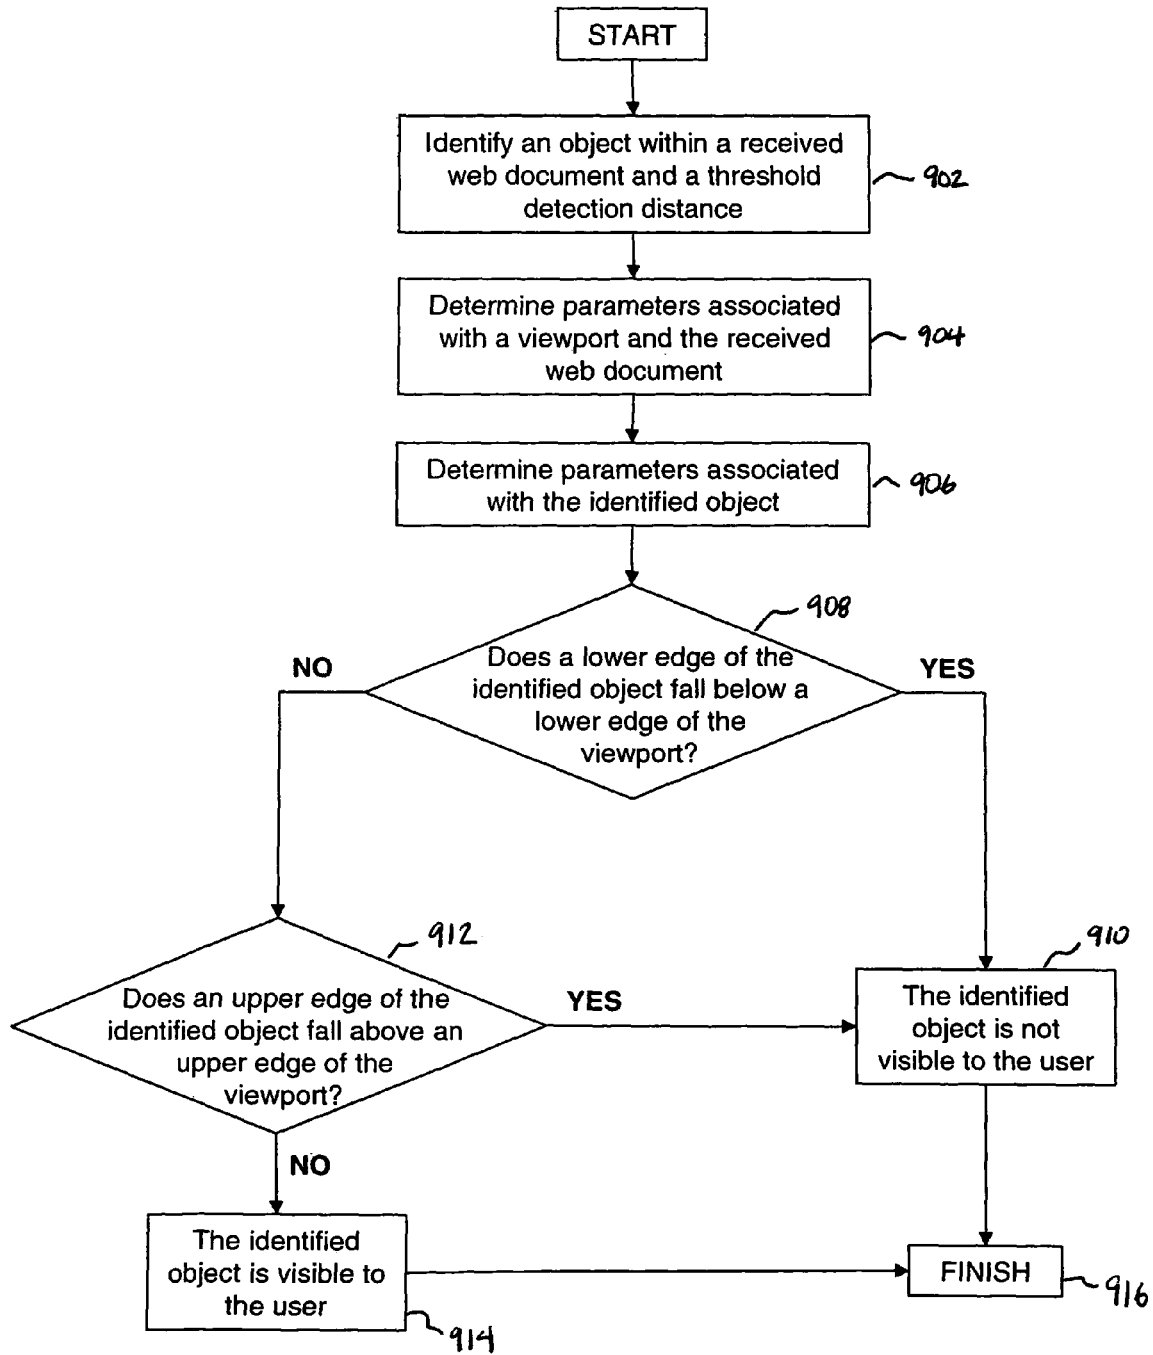 START
Identify an object within a received
web document and a threshold
detection distance
902
Determine parameters associated
with a viewport and the received
web document
904
Determine parameters associated
with the identified object
906
908
Does a lower edge of the
identified object fall below a
lower edge of the
viewport?
NO
YES
912
Does an upper edge of the
identified object fall above an
upper edge of the
viewport?
YES
910
The identified
object is not
visible to the user
NO
The identified
object is visible to
the user
914
FINISH
916